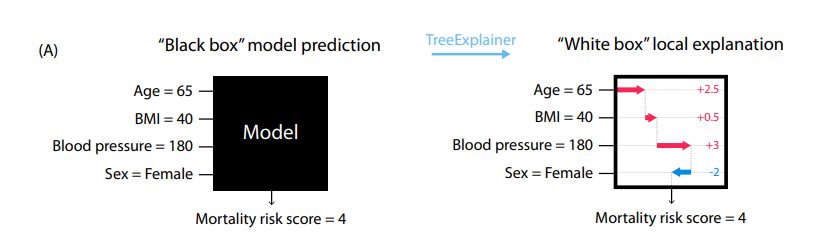 (A)
“Black box” model prediction
Age = 65
BMI = 40
Blood pressure = 180
Sex = Female
Model
Mortality risk score = 4
TreeExplainer
“White box” local explanation
Age = 65
+2.5
BMI = 40
+0.5
Blood pressure = 180
+3
Sex = Female
-2
Mortality risk score = 4